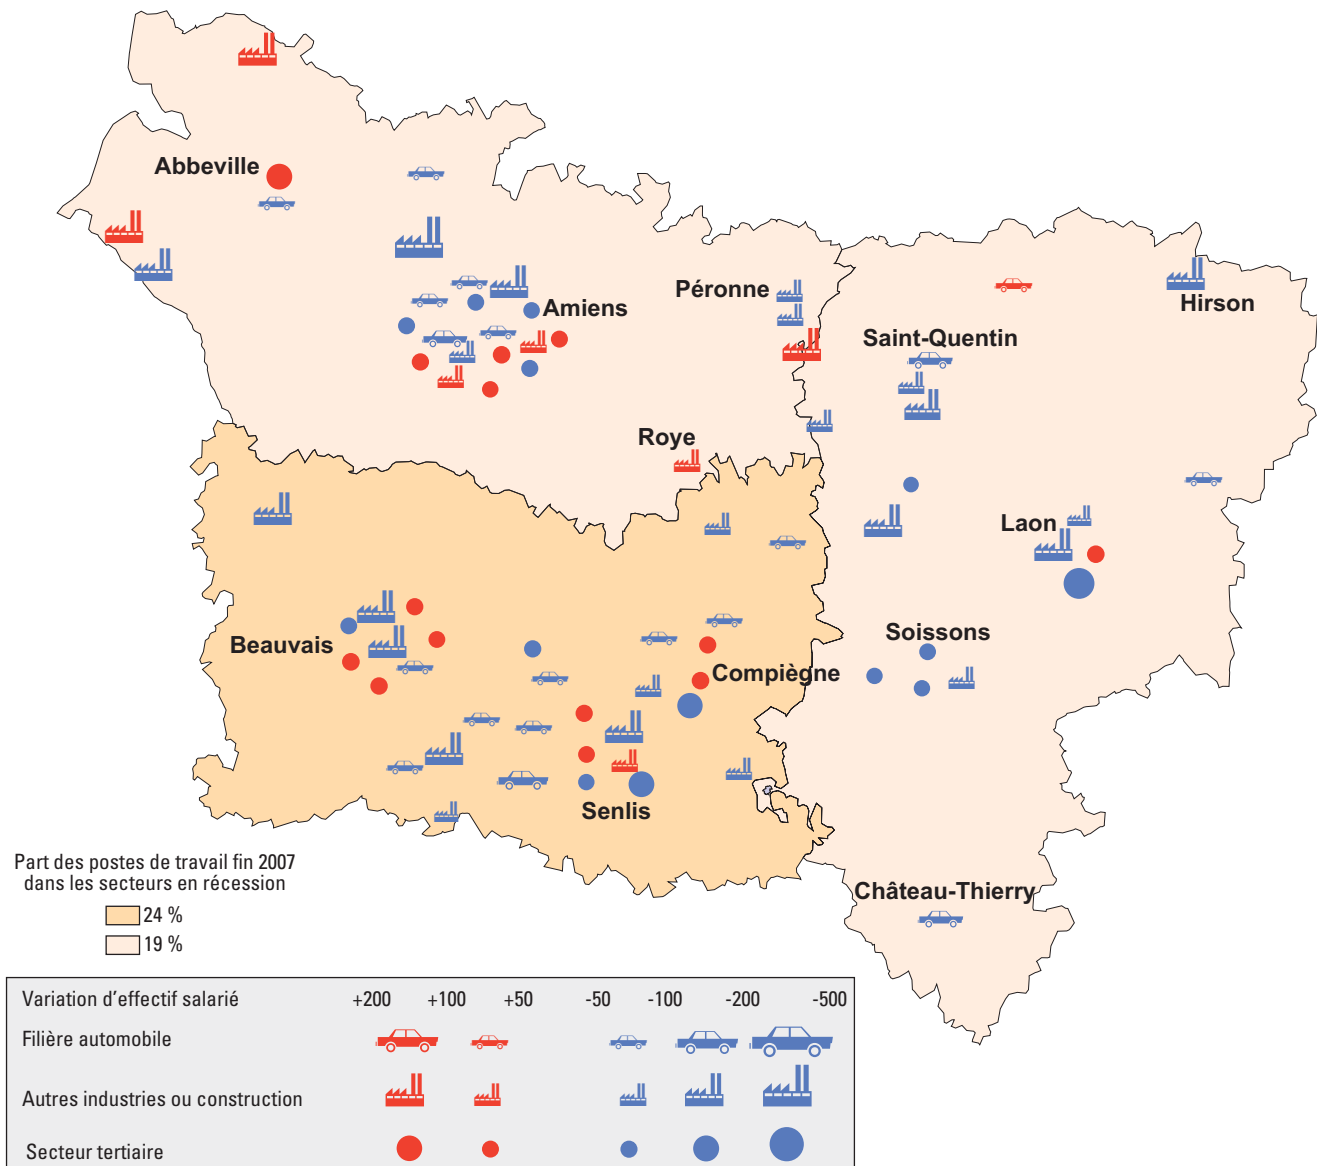 Abbeville
Amiens
Péronne
Hirson
Saint-Quentin
Roye
Laon
Beauvais
Soissons
Compiègne
Senlis
Château-Thierry
Part des postes de travail fin 2007
dans les secteurs en récession
24 %
19 %
Variation d'effectif salarié +200 +100 +50 -50 -100 -200 -500
Filière automobile
Autres industries ou construction
Secteur tertiaire